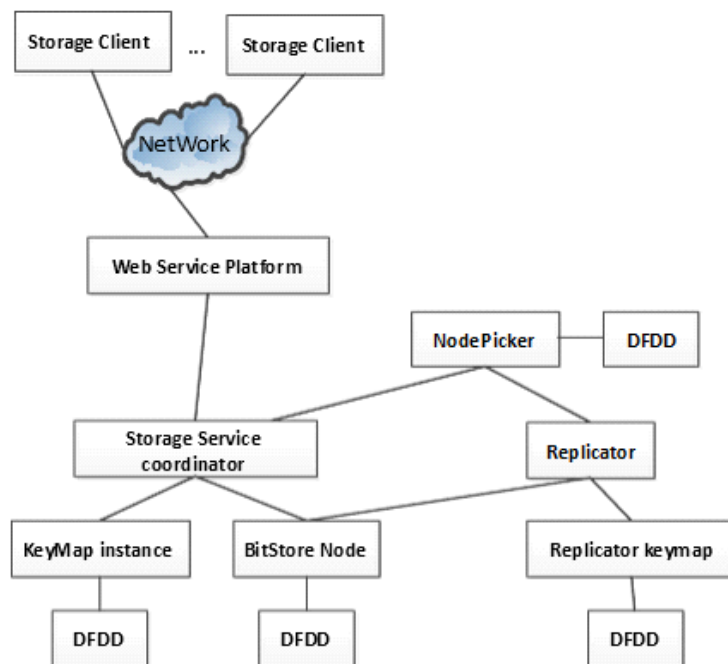 Storage Client
...
Storage Client
NetWork
Web Service Platform
NodePicker
DFDD
Storage Service
coordinator
Replicator
KeyMap instance
BitStore Node
Replicator keymap
DFDD
DFDD
DFDD